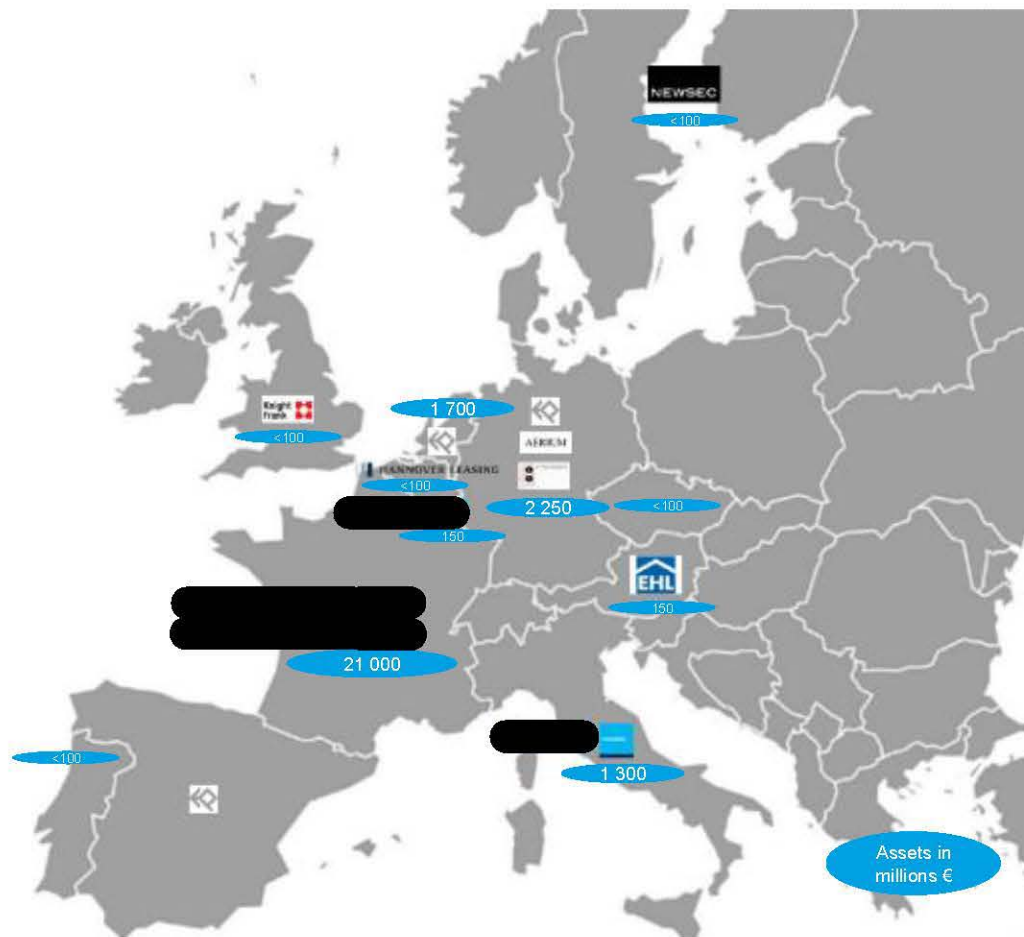 NEWSEC
<100
Knight
Frank
<100
1 700
AERIUM
HANNOVER LEASING
<100
2 250
<100
150
EHL
150
21 000
<100
1 300
Assets in
millions €